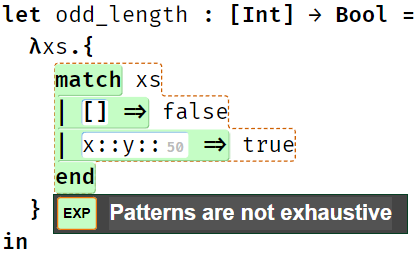 let odd_length : [Int] → Bool =
λxs.{
match xs
| [] ⇒ false
| x::y:: 50 ⇒ true
end
} EXP Patterns are not exhaustive
in